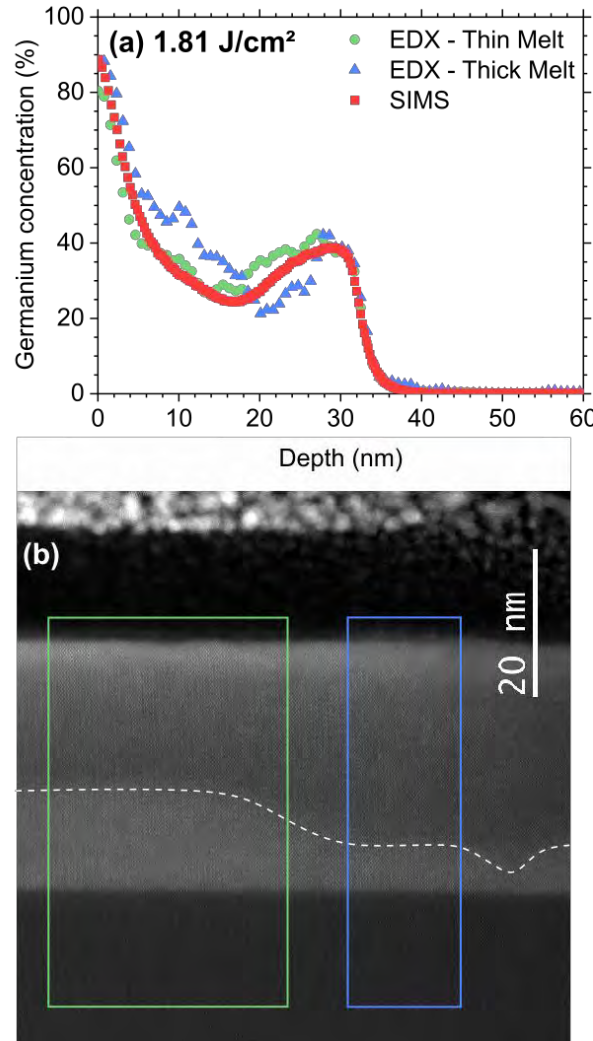 (a) 1.81 J/cm²
EDX - Thin Melt
EDX - Thick Melt
SIMS
Germanium concentration (%)
100
80
60
40
20
0
0 10 20 30 40 50 60
Depth (nm)
(b)
20 nm